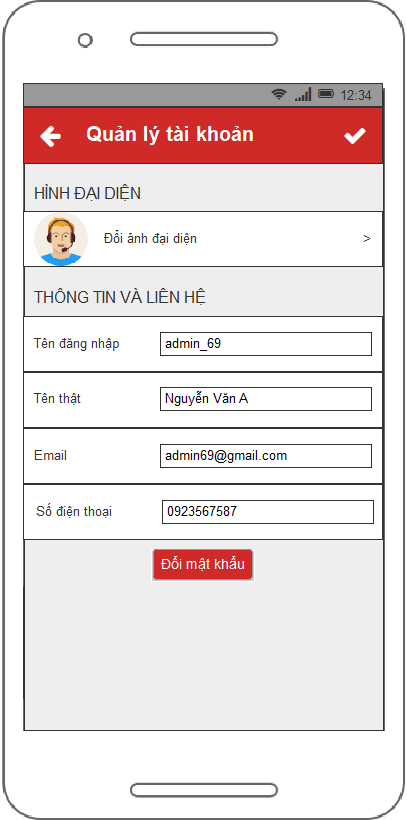 12:34
Quản lý tài khoản
HÌNH ĐẠI DIỆN
Đổi ảnh đại diện >
THÔNG TIN VÀ LIÊN HỆ
Tên đăng nhập admin_69
Tên thật Nguyễn Văn A
Email admin69@gmail.com
Số điện thoại 0923567587
Đổi mật khẩu